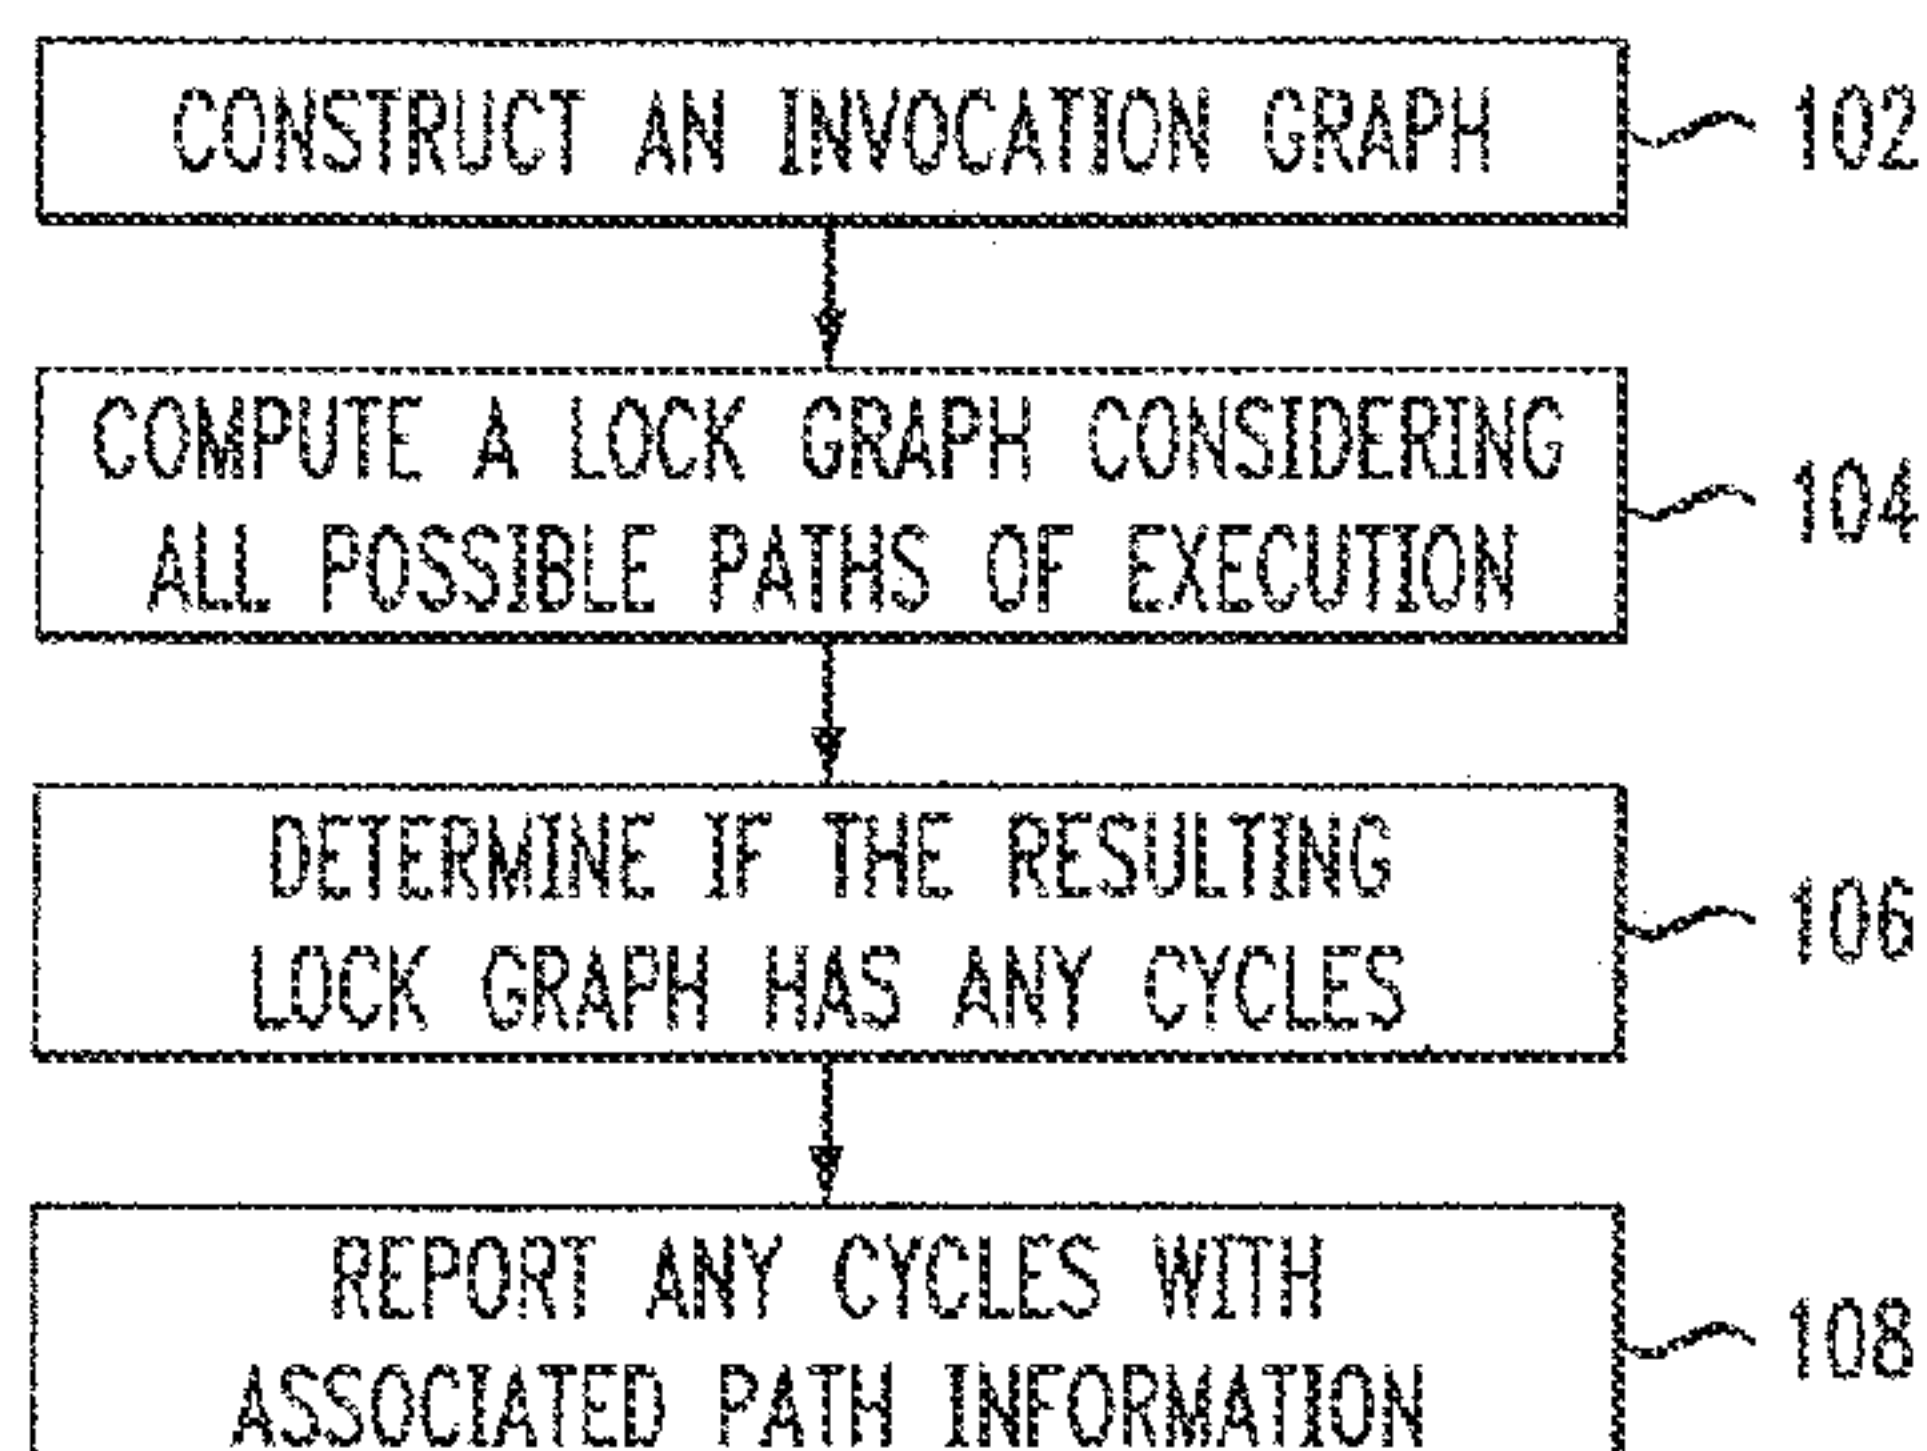 CONSTRUCT AN INVOCATION GRAPH
102
COMPUTE A LOCK GRAPH CONSIDERING
ALL POSSIBLE PATHS OF EXECUTION
104
DETERMINE IF THE RESULTING
LOCK GRAPH HAS ANY CYCLES
106
REPORT ANY CYCLES WITH
ASSOCIATED PATH INFORMATION
108